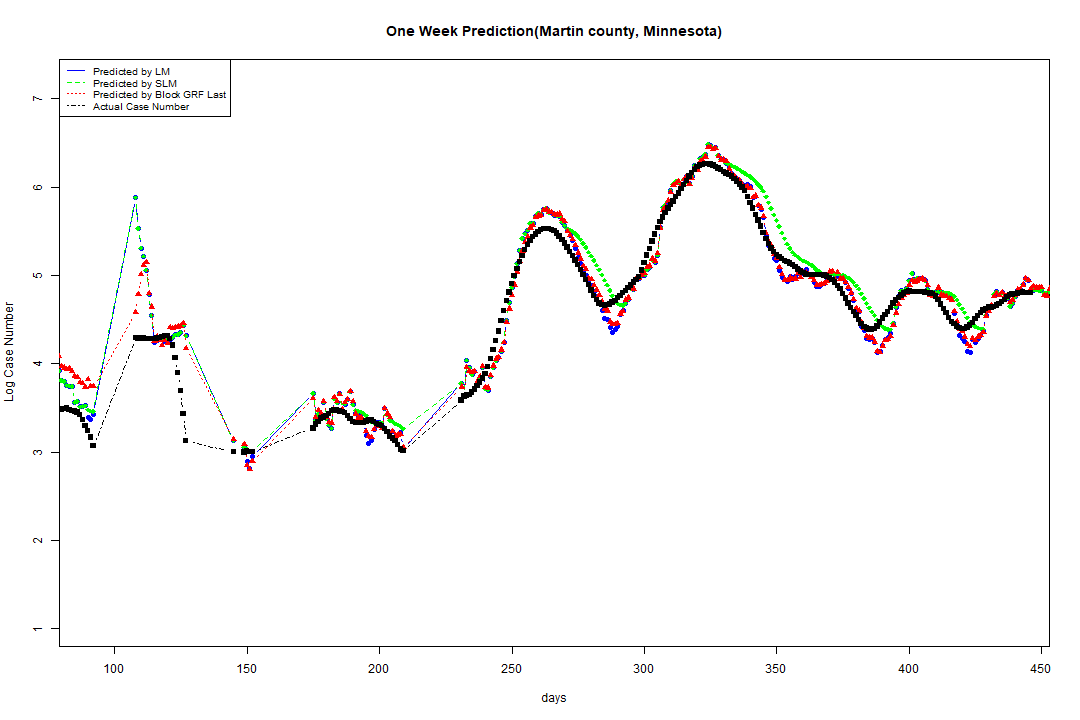 One Week Prediction(Martin county, Minnesota)
Predicted by LM
Predicted by SLM
Predicted by Block GRF Last
Actual Case Number
7
6
5
4
3
2
1
Log Case Number
100 150 200 250 300 350 400 450
days